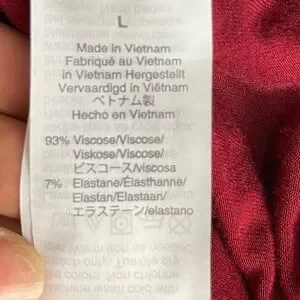 L
Made in Vietnam
Fabriqué au Vietnam
in Vietnam Hergestellt
Vervaardigd in Viëtnam
ベトナム製
Hecho en Vietnam
93% Viscose/Viscose/
Viskose/Viscose/
ビスコース/viscosa
7% Elastane/Élasthanne/
Elastan/Elastaan/
エラステーン/elastano